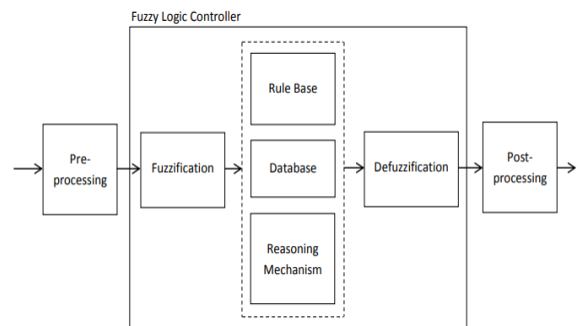 Fuzzy Logic Controller
Pre-
processing
Fuzzification
Rule Base
Database
Reasoning
Mechanism
Defuzzification
Post-
processing